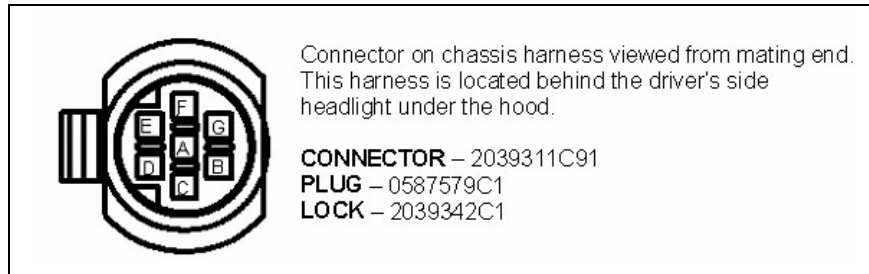 Connector on chassis harness viewed from mating end.
This harness is located behind the driver's side
headlight under the hood.
CONNECTOR – 2039311C91
PLUG – 0587579C1
LOCK – 2039342C1
F
E
G
A
D
B
C